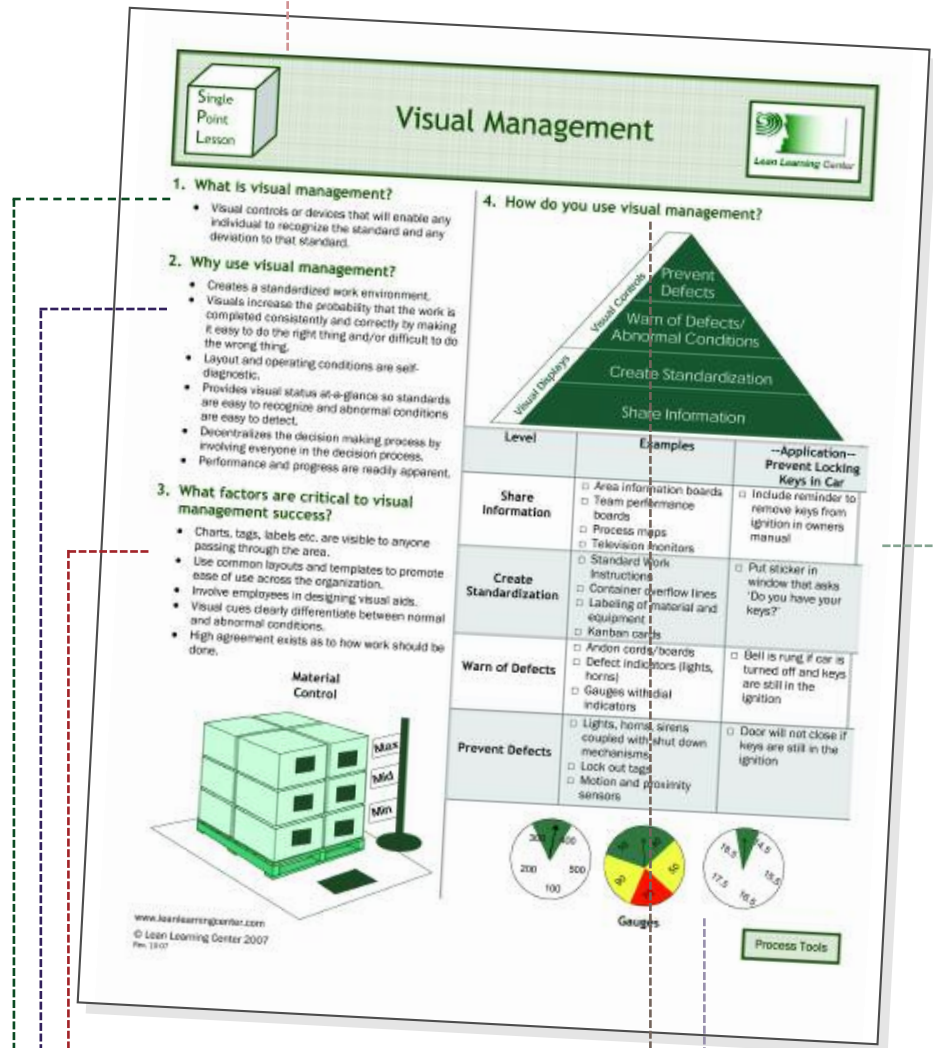 Single
Point
Lesson
Visual Management
Lean Learning Center
1. What is visual management?
• Visual controls or devices that will enable any
individual to recognize the standard and any
deviation to that standard.
2. Why use visual management?
• Creates a standardized work environment.
• Visuals increase the probability that the work is
completed consistently and correctly by making
it easy to do the right thing and/or difficult to do
the wrong thing.
• Layout and operating conditions are self-
diagnostic.
• Provides visual status at-a-glance so standards
are easy to recognize and abnormal conditions
are easy to detect.
• Decentralizes the decision making process by
involving everyone in the decision process.
• Performance and progress are readily apparent.
3. What factors are critical to visual
management success?
• Charts, tags, labels etc. are visible to anyone
passing through the area.
• Use common layouts and templates to promote
ease of use across the organization.
• Involve employees in designing visual aids.
• Visual cues clearly differentiate between normal
and abnormal conditions.
• High agreement exists as to how work should be
done.
Material
Control
Max
Mid
Min
www.leanlearningcenter.com
© Lean Learning Center 2007
4. How do you use visual management?
Visual Controls
Visual Displays
Prevent
Defects
Warn of Defects/
Abnormal Conditions
Create Standardization
Share Information
Level
Examples
--Application--
Prevent Locking
Keys in Car
Share
Information
□ Area information boards
□ Team performance
boards
□ Process maps
□ Television monitors
□ Include reminder to
remove keys from
ignition in owners
manual
Create
Standardization
□ Standard Work
Instructions
□ Container overflow lines
□ Labeling of material and
equipment
□ Kanban cards
□ Put sticker in
window that asks
'Do you have your
keys?'
Warn of Defects
□ Andon cords/boards
□ Defect indicators (lights,
horns)
□ Gauges with dial
indicators
□ Bell is rung if car is
turned off and keys
are still in the
ignition
Prevent Defects
□ Lights, horns, sirens
coupled with shut down
mechanisms
□ Lock out tags
□ Motion and proximity
sensors
□ Door will not close if
keys are still in the
ignition
300 400
200 500
100
50
90
18.5 14.5
17.5 15.5
16.5
Gauges
Process Tools